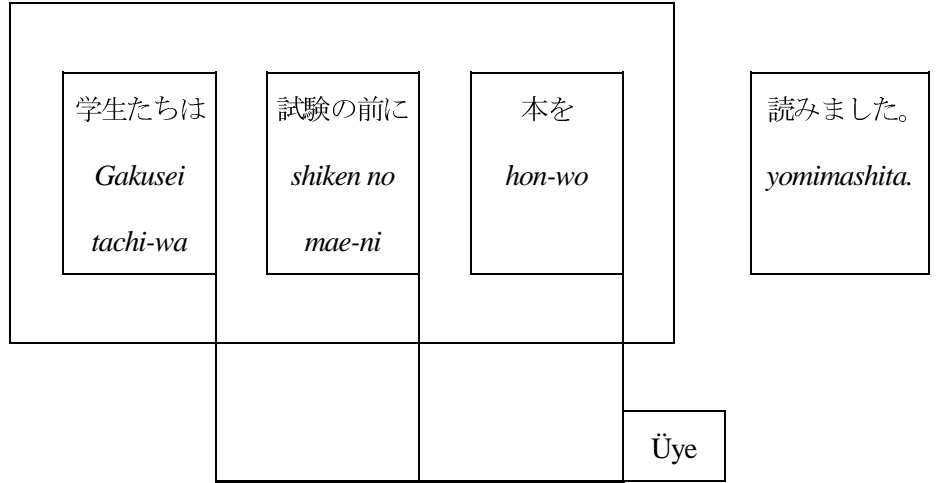 学生たちは
Gakusei
tachi-wa
試験の前に
shiken no
mae-ni
本を
hon-wo
読みました。
yomimashita.
Üye